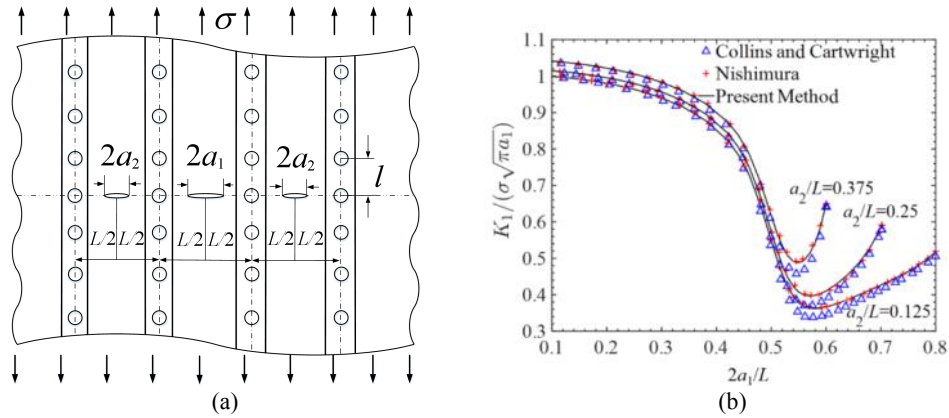 σ
2a₂
2a₁
2a₂
l
L/2 L/2
L/2 L/2
L/2 L/2
(a)
K₁/(σ√πa₁)
1.1
1
0.9
0.8
0.7
0.6
0.5
0.4
0.3
Collins and Cartwright
Nishimura
Present Method
a₂/L=0.375
a₂/L=0.25
a₂/L=0.125
0.1 0.2 0.3 0.4 0.5 0.6 0.7 0.8
2a₁/L
(b)